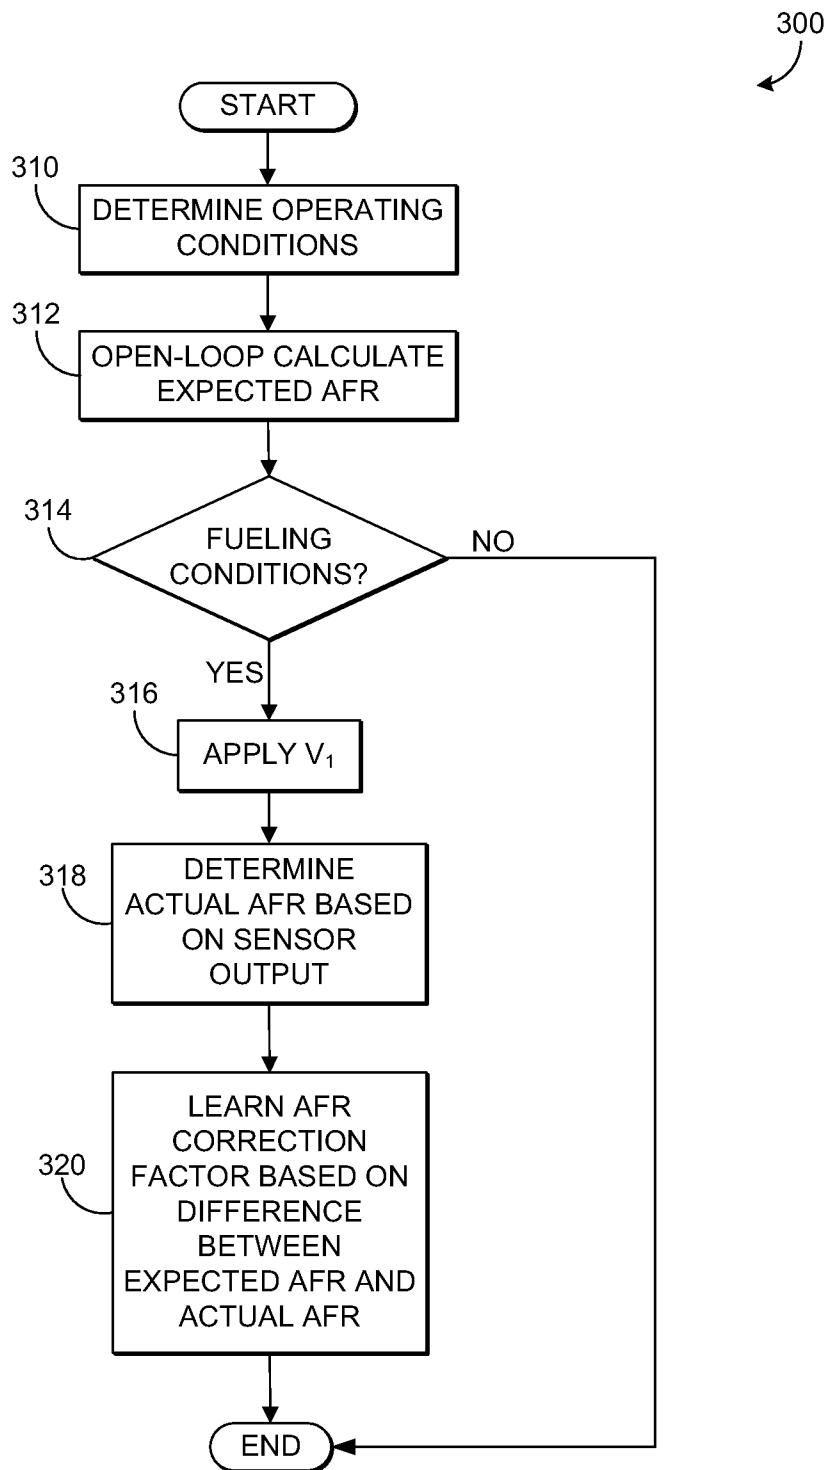 300
START
310
DETERMINE OPERATING
CONDITIONS
312
OPEN-LOOP CALCULATE
EXPECTED AFR
314
FUELING
CONDITIONS?
NO
YES
316
APPLY V₁
318
DETERMINE
ACTUAL AFR BASED
ON SENSOR
OUTPUT
320
LEARN AFR
CORRECTION
FACTOR BASED ON
DIFFERENCE
BETWEEN
EXPECTED AFR AND
ACTUAL AFR
END